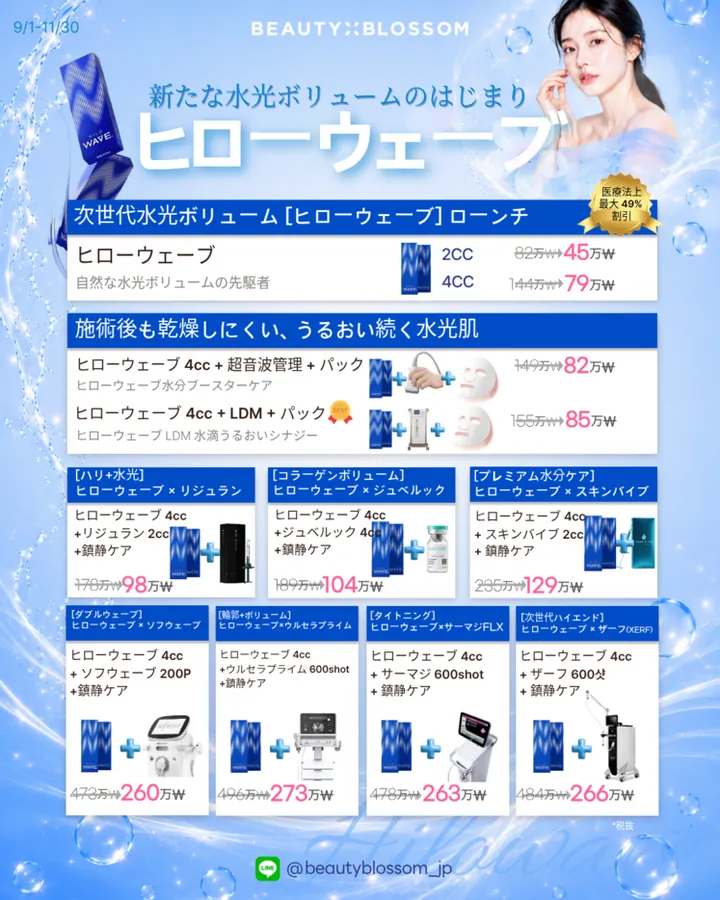 9/1-11/30
BEAUTY BLOSSOM
新たな水光ボリュームのはじまり
ヒローウェーブ
WAVE
医療法上
最大 49%
割引
次世代水光ボリューム [ヒローウェーブ] ローンチ
ヒローウェーブ
自然な水光ボリュームの先駆者
2CC 82万₩→45万₩
4CC 144万₩→79万₩
施術後も乾燥しにくい、うるおい続く水光肌
ヒローウェーブ 4cc + 超音波管理 + パック
ヒローウェーブ水分ブースターケア
149万₩→82万₩
ヒローウェーブ 4cc + LDM + パック BEST
ヒローウェーブ LDM 水滴うるおいシナジー
155万₩→85万₩
[ハリ+水光]
ヒローウェーブ × リジュラン
ヒローウェーブ 4cc
+リジュラン 2cc
+鎮静ケア
178万₩→98万₩
[コラーゲンボリューム]
ヒローウェーブ × ジュベルック
ヒローウェーブ 4cc
+ジュベルック 4cc
+鎮静ケア
189万₩→104万₩
[プレミアム水分ケア]
ヒローウェーブ × スキンバイブ
ヒローウェーブ 4cc
+ スキンバイブ 2cc
+ 鎮静ケア
235万₩→129万₩
[ダブルウェーブ]
ヒローウェーブ × ソフウェーブ
ヒローウェーブ 4cc
+ ソフウェーブ 200P
+ 鎮静ケア
473万₩→260万₩
[輪郭+ボリューム]
ヒローウェーブ×ウルセラプライム
ヒローウェーブ 4cc
+ウルセラプライム 600shot
+鎮静ケア
496万₩→273万₩
[タイトニング]
ヒローウェーブ×サーマジFLX
ヒローウェーブ 4cc
+ サーマジ 600shot
+ 鎮静ケア
478万₩→263万₩
[次世代ハイエンド]
ヒローウェーブ × ザーフ(XERF)
ヒローウェーブ 4cc
+ ザーフ 600샷
+鎮静ケア
484万₩→266万₩
*税抜
LINE @beautyblossom_jp